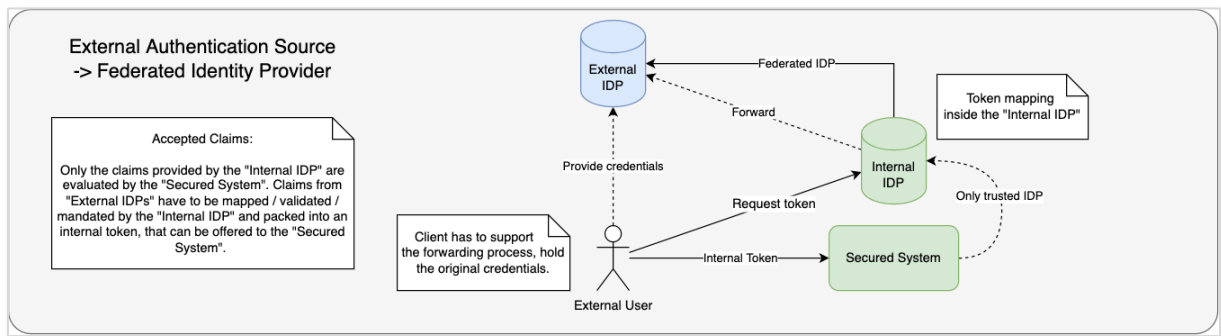 External Authentication Source
-> Federated Identity Provider
External
IDP
Federated IDP
Token mapping
inside the "Internal IDP"
Forward
Accepted Claims:
Only the claims provided by the "Internal IDP" are
evaluated by the "Secured System". Claims from
"External IDPs" have to be mapped / validated /
mandated by the "Internal IDP" and packed into an
internal token, that can be offered to the "Secured
System".
Provide credentials
Internal
IDP
Only trusted IDP
Request token
Client has to support
the forwarding process, hold
the original credentials.
Internal Token
Secured System
External User